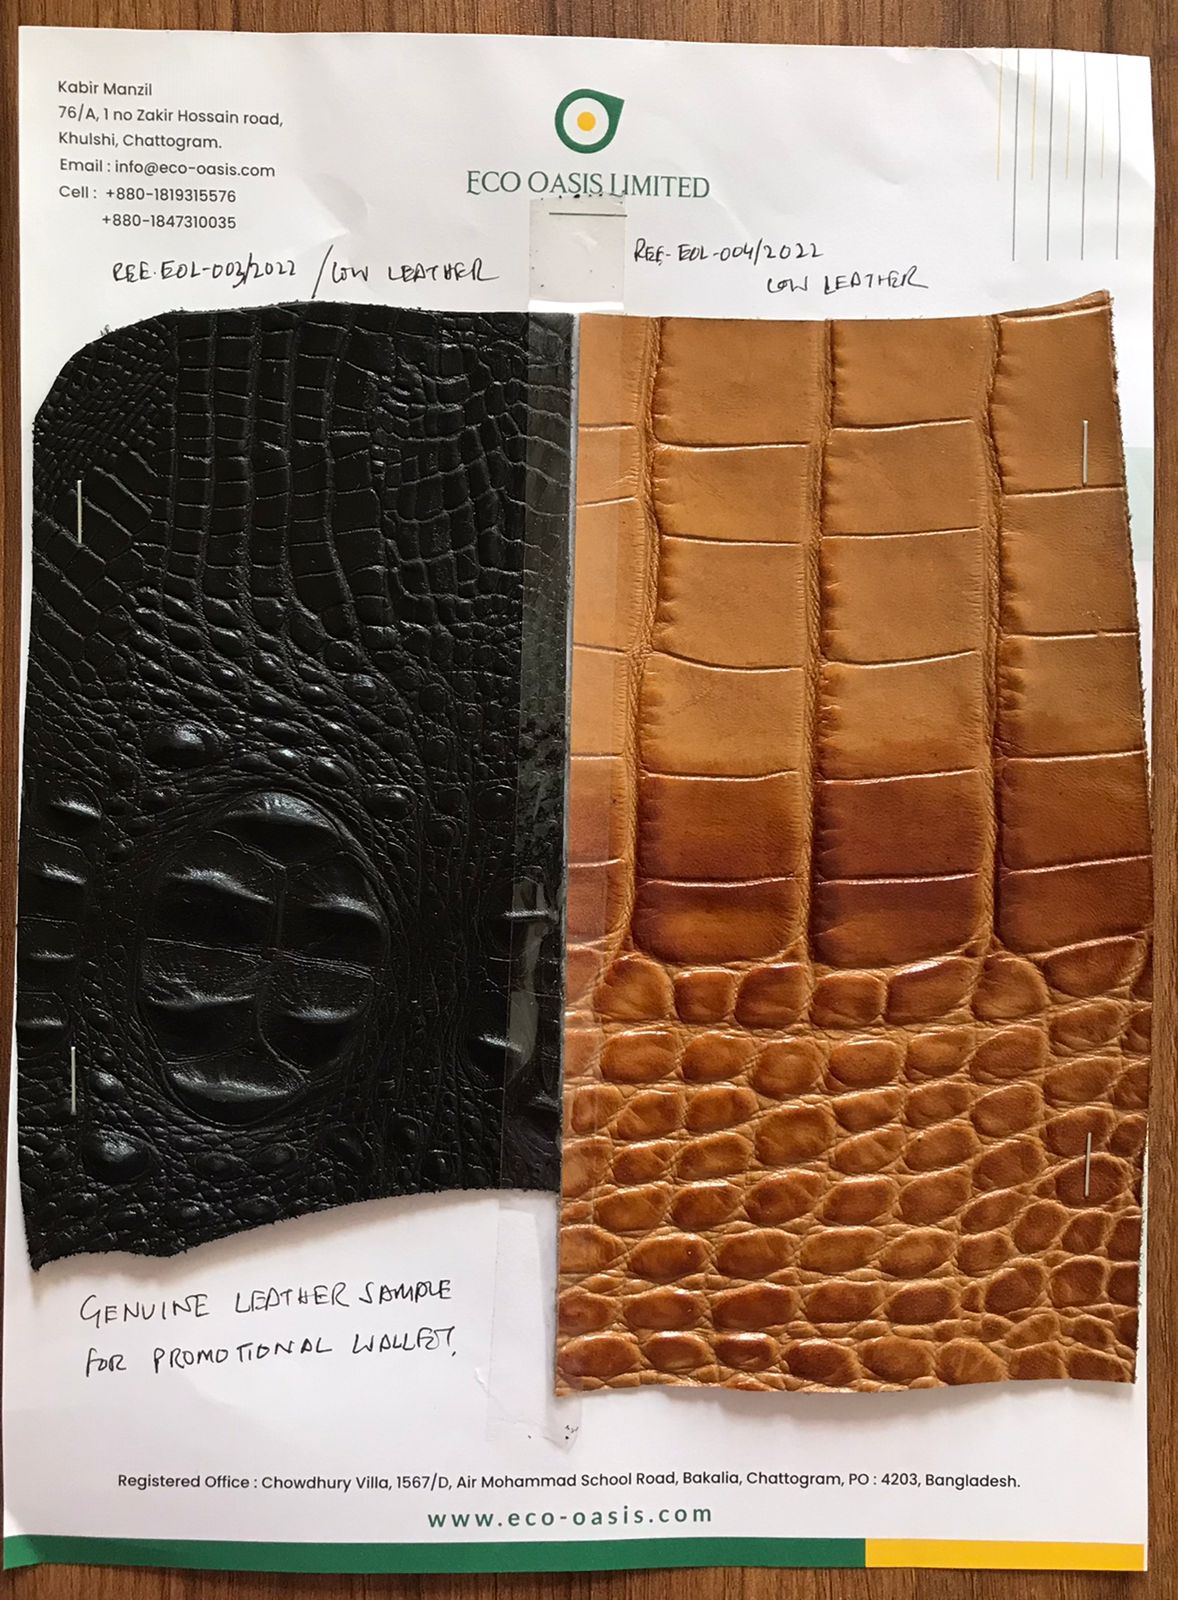 Kabir Manzil
76/A, 1 no Zakir Hossain road,
Khulshi, Chattogram.
Email : info@eco-oasis.com
Cell : +880-1819315576
+880-1847310035
ECO OASIS LIMITED
REF. EOL-003/2022 / COW LEATHER
REF- EOL-004/2022
COW LEATHER
GENUINE LEATHER SAMPLE
FOR PROMOTIONAL WALLET.
Registered Office : Chowdhury Villa, 1567/D, Air Mohammad School Road, Bakalia, Chattogram, PO : 4203, Bangladesh.
www.eco-oasis.com